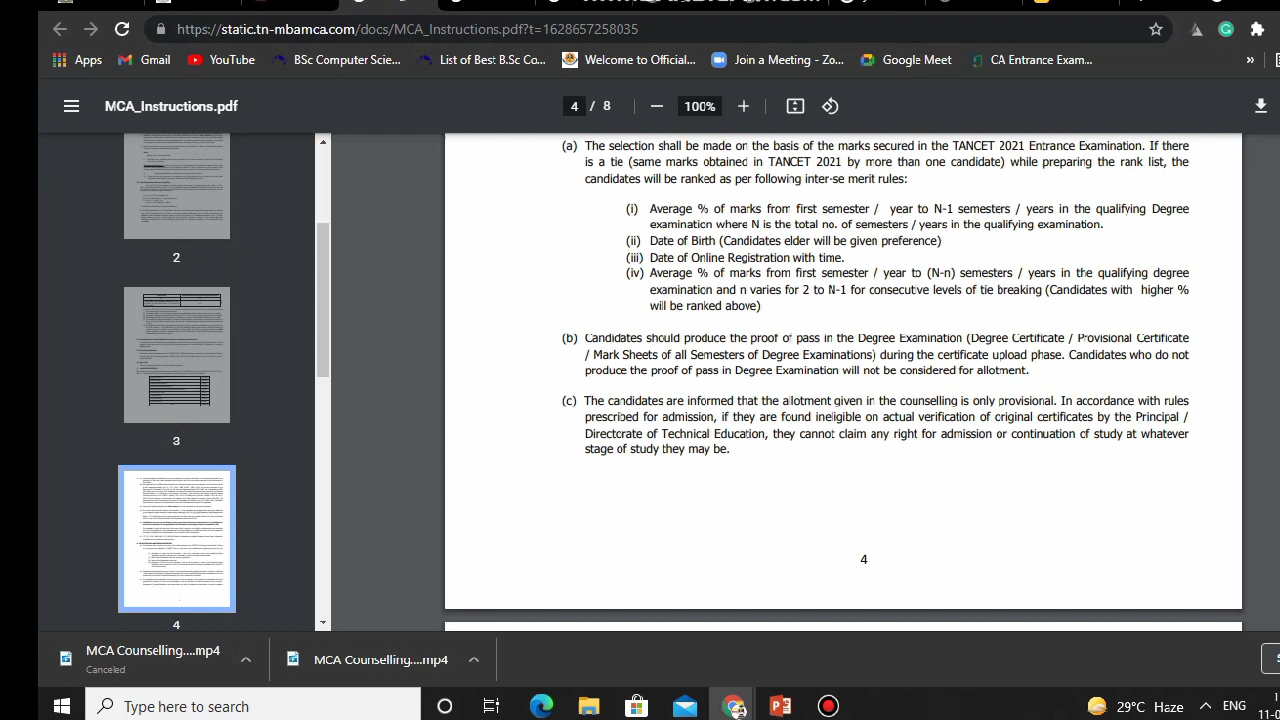 https://static.tn-mbamca.com/docs/MCA_Instructions.pdf?t=1628657258035
Apps Gmail YouTube BSc Computer Scie... List of Best B.Sc Co... Welcome to Official... Join a Meeting - Zo... Google Meet CA Entrance Exam... »
MCA_Instructions.pdf 4 / 8 100%
(a) The selection shall be made on the basis of the marks secured in the TANCET 2021 Entrance Examination. If there
is a tie (same marks obtained in TANCET 2021 by more than one candidate) while preparing the rank list, the
candidates will be ranked as per following inter-se merit rules:
(i) Average % of marks from first semester / year to N-1 semesters / years in the qualifying Degree
examination where N is the total no. of semesters / years in the qualifying examination.
(ii) Date of Birth (Candidates elder will be given preference)
(iii) Date of Online Registration with time.
(iv) Average % of marks from first semester / year to (N-n) semesters / years in the qualifying degree
examination and n varies for 2 to N-1 for consecutive levels of tie breaking (Candidates with higher %
will be ranked above)
(b) Candidates should produce the proof of pass in the Degree Examination (Degree Certificate / Provisional Certificate
/ Mark Sheets of all Semesters of Degree Examinations) during the certificate upload phase. Candidates who do not
produce the proof of pass in Degree Examination will not be considered for allotment.
(c) The candidates are informed that the allotment given in the counselling is only provisional. In accordance with rules
prescribed for admission, if they are found ineligible on actual verification of original certificates by the Principal /
Directorate of Technical Education, they cannot claim any right for admission or continuation of study at whatever
stage of study they may be.
4
2
3
4
MCA Counselling....mp4
Canceled
MCA Counselling....mp4
Type here to search
29°C Haze ENG